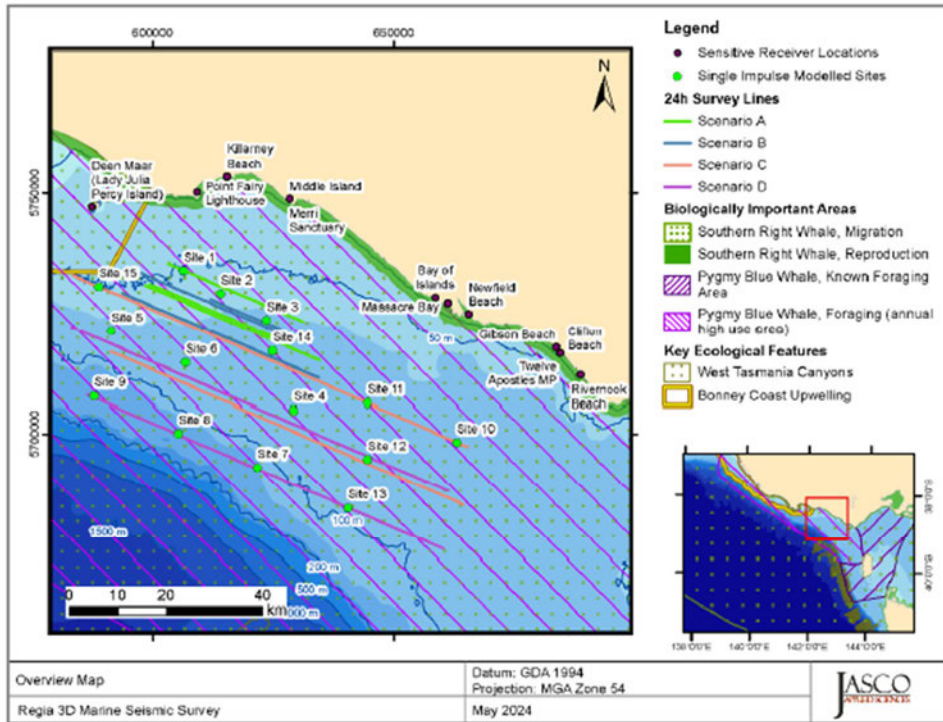 600000
650000
5750000
5700000
N
Deen Maar
(Lady Julia
Percy Island)
Killarney
Beach
Point Fairy
Lighthouse
Middle Island
Merri
Sanctuary
Bay of
Islands
Massacre Bay
Newfield
Beach
Gibson Beach
Clifton
Beach
Twelve
Apostles MP
Rivernook
Beach
Site 1
Site 2
Site 3
Site 15
Site 5
Site 14
Site 6
Site 9
Site 4
Site 11
Site 8
Site 10
Site 7
Site 12
Site 13
50 m
100 m
200 m
500 m
1500 m
0 10 20 40
km
Legend
Sensitive Receiver Locations
Single Impulse Modelled Sites
24h Survey Lines
Scenario A
Scenario B
Scenario C
Scenario D
Biologically Important Areas
Southern Right Whale, Migration
Southern Right Whale, Reproduction
Pygmy Blue Whale, Known Foraging
Area
Pygmy Blue Whale, Foraging (annual
high use area)
Key Ecological Features
West Tasmania Canyons
Bonney Coast Upwelling
138°0'0"E 140°0'0"E 142°0'0"E 144°0'0"E
Overview Map
Regia 3D Marine Seismic Survey
Datum: GDA 1994
Projection: MGA Zone 54
May 2024
JASCO
APPLIED SCIENCES